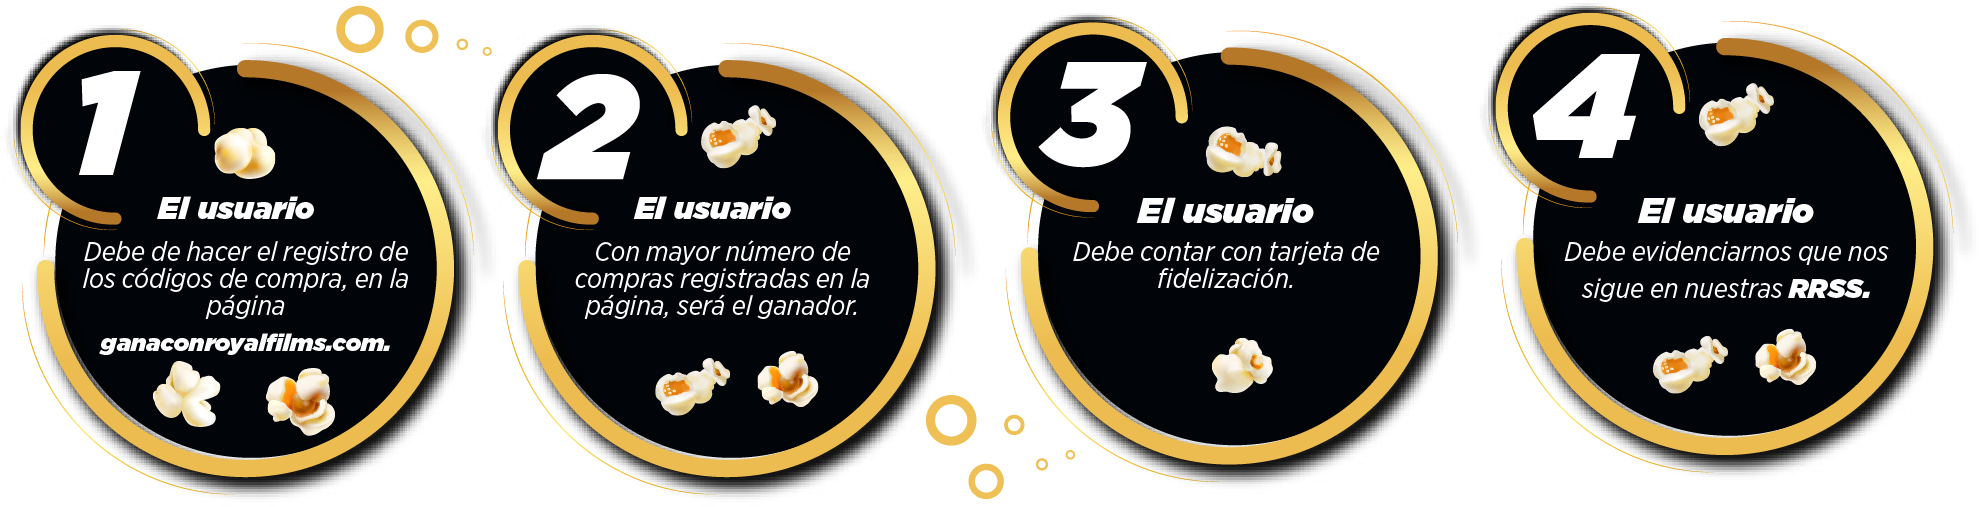 1
El usuario
Debe de hacer el registro de
los códigos de compra, en la
página
ganaconroyalfilms.com.
2
El usuario
Con mayor número de
compras registradas en la
página, será el ganador.
3
El usuario
Debe contar con tarjeta de
fidelización.
4
El usuario
Debe evidenciarnos que nos
sigue en nuestras RRSS.